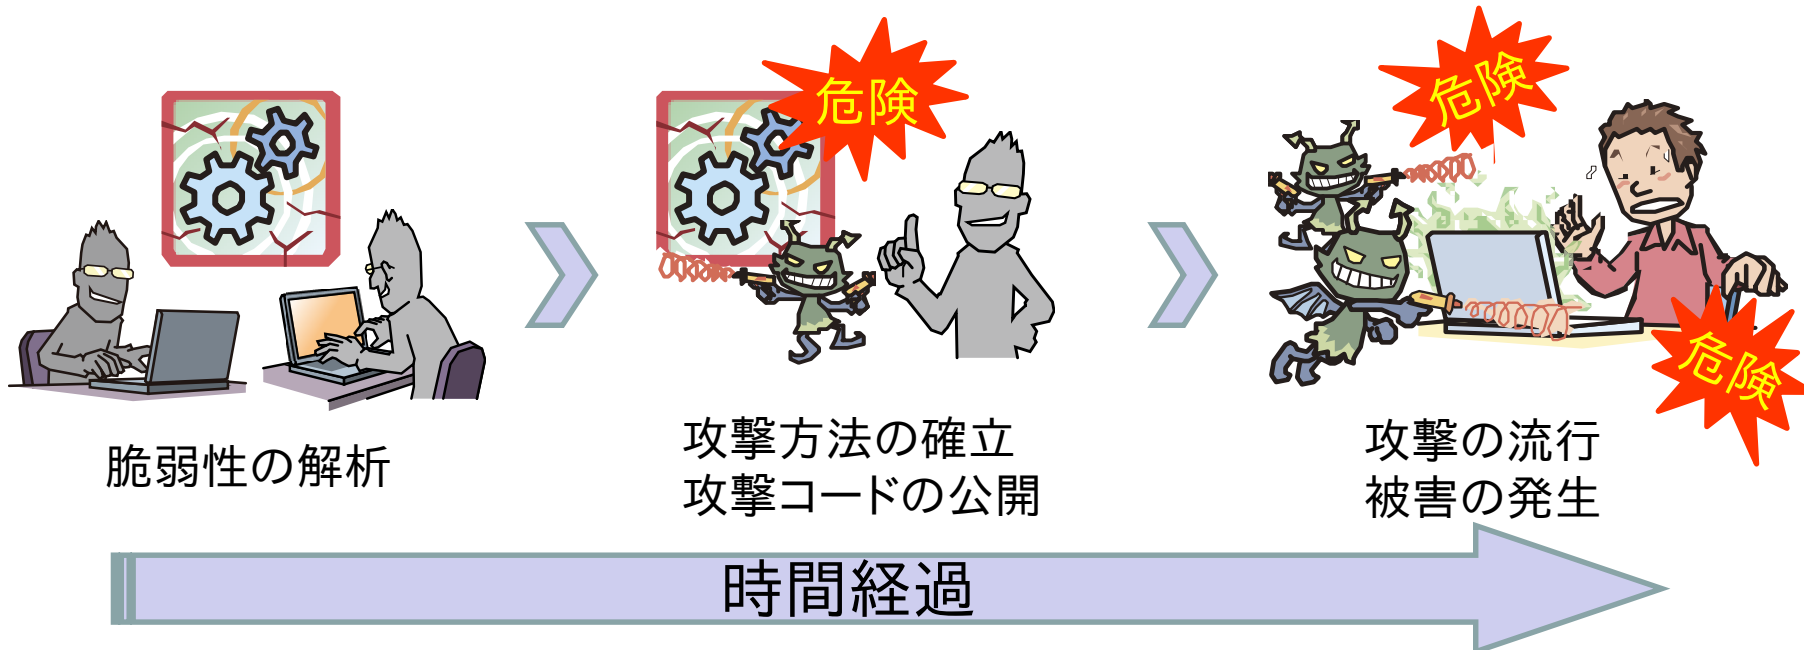 危険
危険
危険
脆弱性の解析
攻撃方法の確立
攻撃コードの公開
攻撃の流行
被害の発生
時間経過